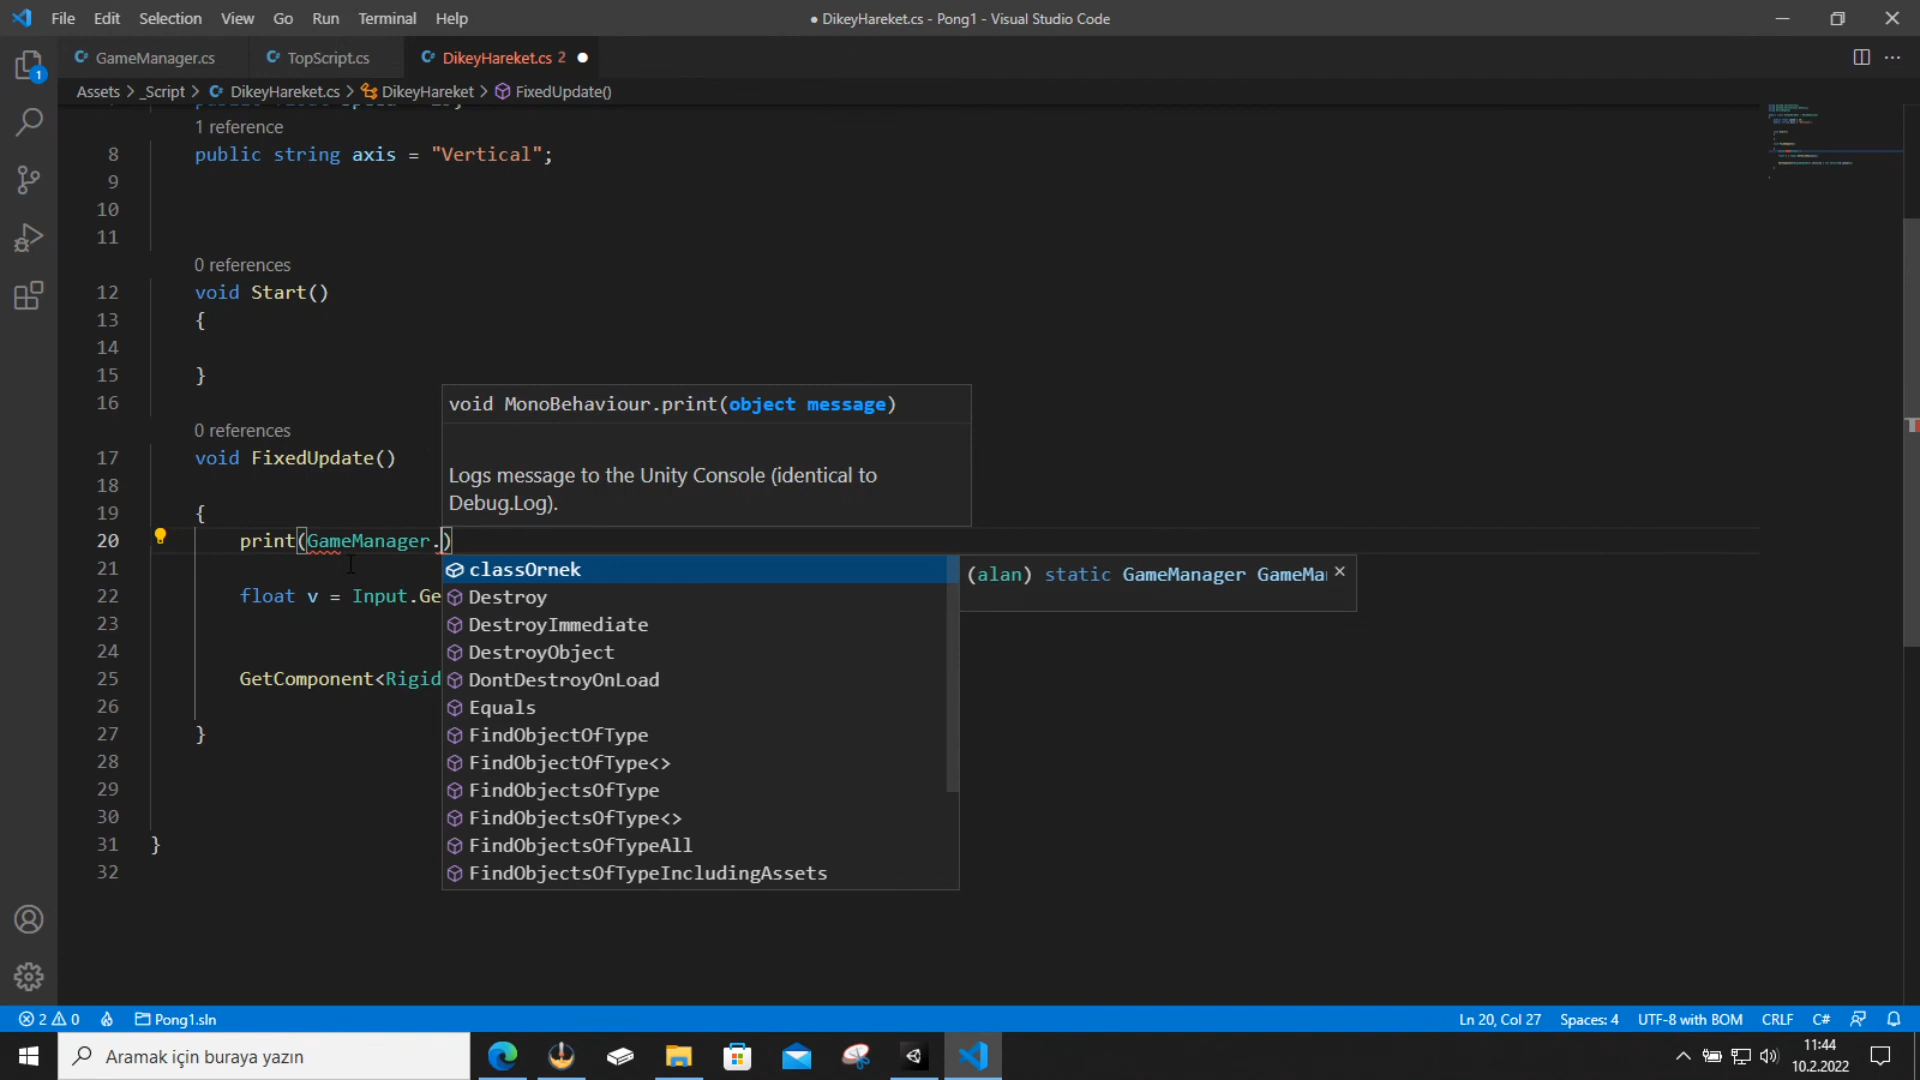 File Edit Selection View Go Run Terminal Help
● DikeyHareket.cs - Pong1 - Visual Studio Code
GameManager.cs TopScript.cs DikeyHareket.cs 2
Assets > _Script > DikeyHareket.cs > DikeyHareket > FixedUpdate()
1 reference
8 public string axis = "Vertical";
9
10
11
0 references
12 void Start()
13 {
14
15 }
16
0 references
17 void FixedUpdate()
18
19 {
20 print(GameManager.)
21
22 float v = Input.Ge
23
24
25 GetComponent<Rigid
26
27 }
28
29
30
31 }
32
void MonoBehaviour.print(object message)
Logs message to the Unity Console (identical to
Debug.Log).
classOrnek
Destroy
DestroyImmediate
DestroyObject
DontDestroyOnLoad
Equals
FindObjectOfType
FindObjectOfType<>
FindObjectsOfType
FindObjectsOfType<>
FindObjectsOfTypeAll
FindObjectsOfTypeIncludingAssets
(alan) static GameManager GameMa
1
2 0 Pong1.sln
Ln 20, Col 27 Spaces: 4 UTF-8 with BOM CRLF C#
Aramak için buraya yazın
11:44
10.2.2022